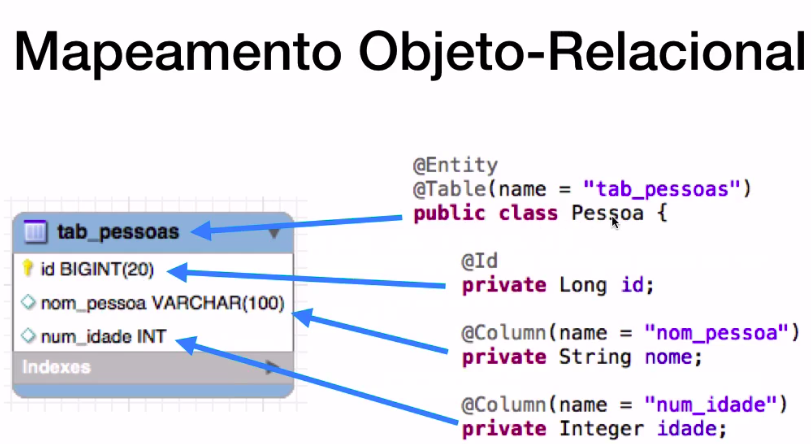 Mapeamento Objeto-Relacional
@Entity
@Table(name = "tab_pessoas")
public class Pessoa {
@Id
private Long id;
@Column(name = "nom_pessoa")
private String nome;
@Column(name = "num_idade")
private Integer idade;
tab_pessoas
id BIGINT(20)
nom_pessoa VARCHAR(100)
num_idade INT
Indexes